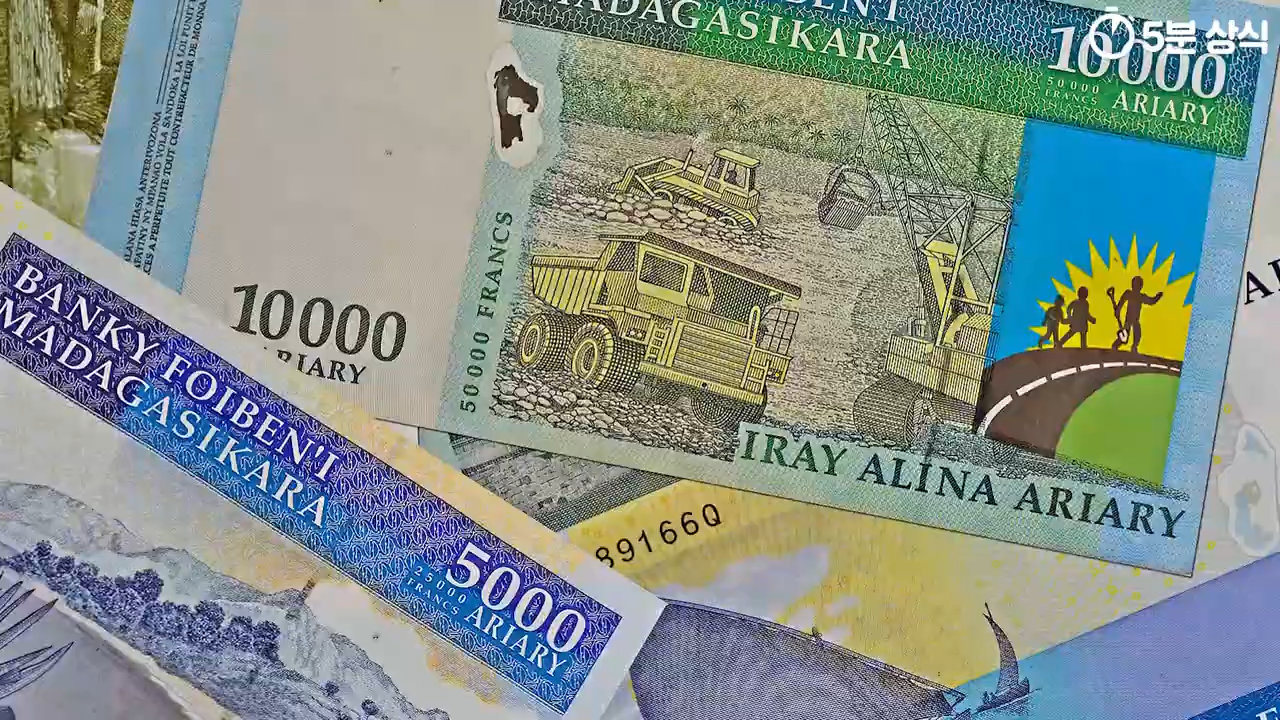 5분 상식
MADAGASIKARA
10000
50000
FRANCS
ARIARY
50000 FRANCS
10000
ARIARY
IRAY ALINA ARIARY
BANKY FOIBEN'I
MADAGASIKARA
5000
25000
FRANCS
ARIARY
89166Q